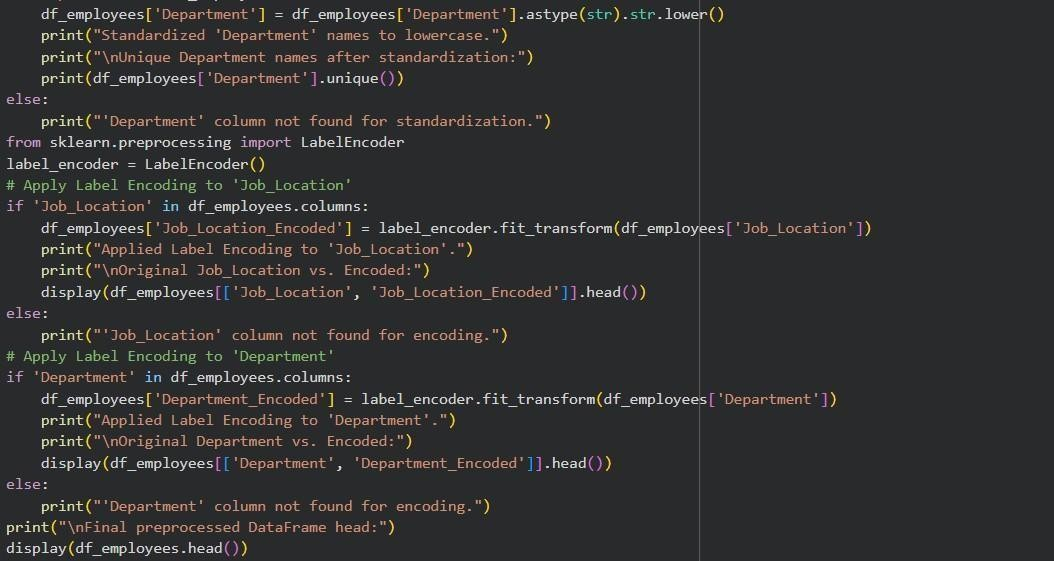 df_employees['Department'] = df_employees['Department'].astype(str).str.lower()
    print("Standardized 'Department' names to lowercase.")
    print("\nUnique Department names after standardization:")
    print(df_employees['Department'].unique())
else:
    print("'Department' column not found for standardization.")
from sklearn.preprocessing import LabelEncoder
label_encoder = LabelEncoder()
# Apply Label Encoding to 'Job_Location'
if 'Job_Location' in df_employees.columns:
    df_employees['Job_Location_Encoded'] = label_encoder.fit_transform(df_employees['Job_Location'])
    print("Applied Label Encoding to 'Job_Location'.")
    print("\nOriginal Job_Location vs. Encoded:")
    display(df_employees[['Job_Location', 'Job_Location_Encoded']].head())
else:
    print("'Job_Location' column not found for encoding.")
# Apply Label Encoding to 'Department'
if 'Department' in df_employees.columns:
    df_employees['Department_Encoded'] = label_encoder.fit_transform(df_employees['Department'])
    print("Applied Label Encoding to 'Department'.")
    print("\nOriginal Department vs. Encoded:")
    display(df_employees[['Department', 'Department_Encoded']].head())
else:
    print("'Department' column not found for encoding.")
print("\nFinal preprocessed DataFrame head:")
display(df_employees.head())